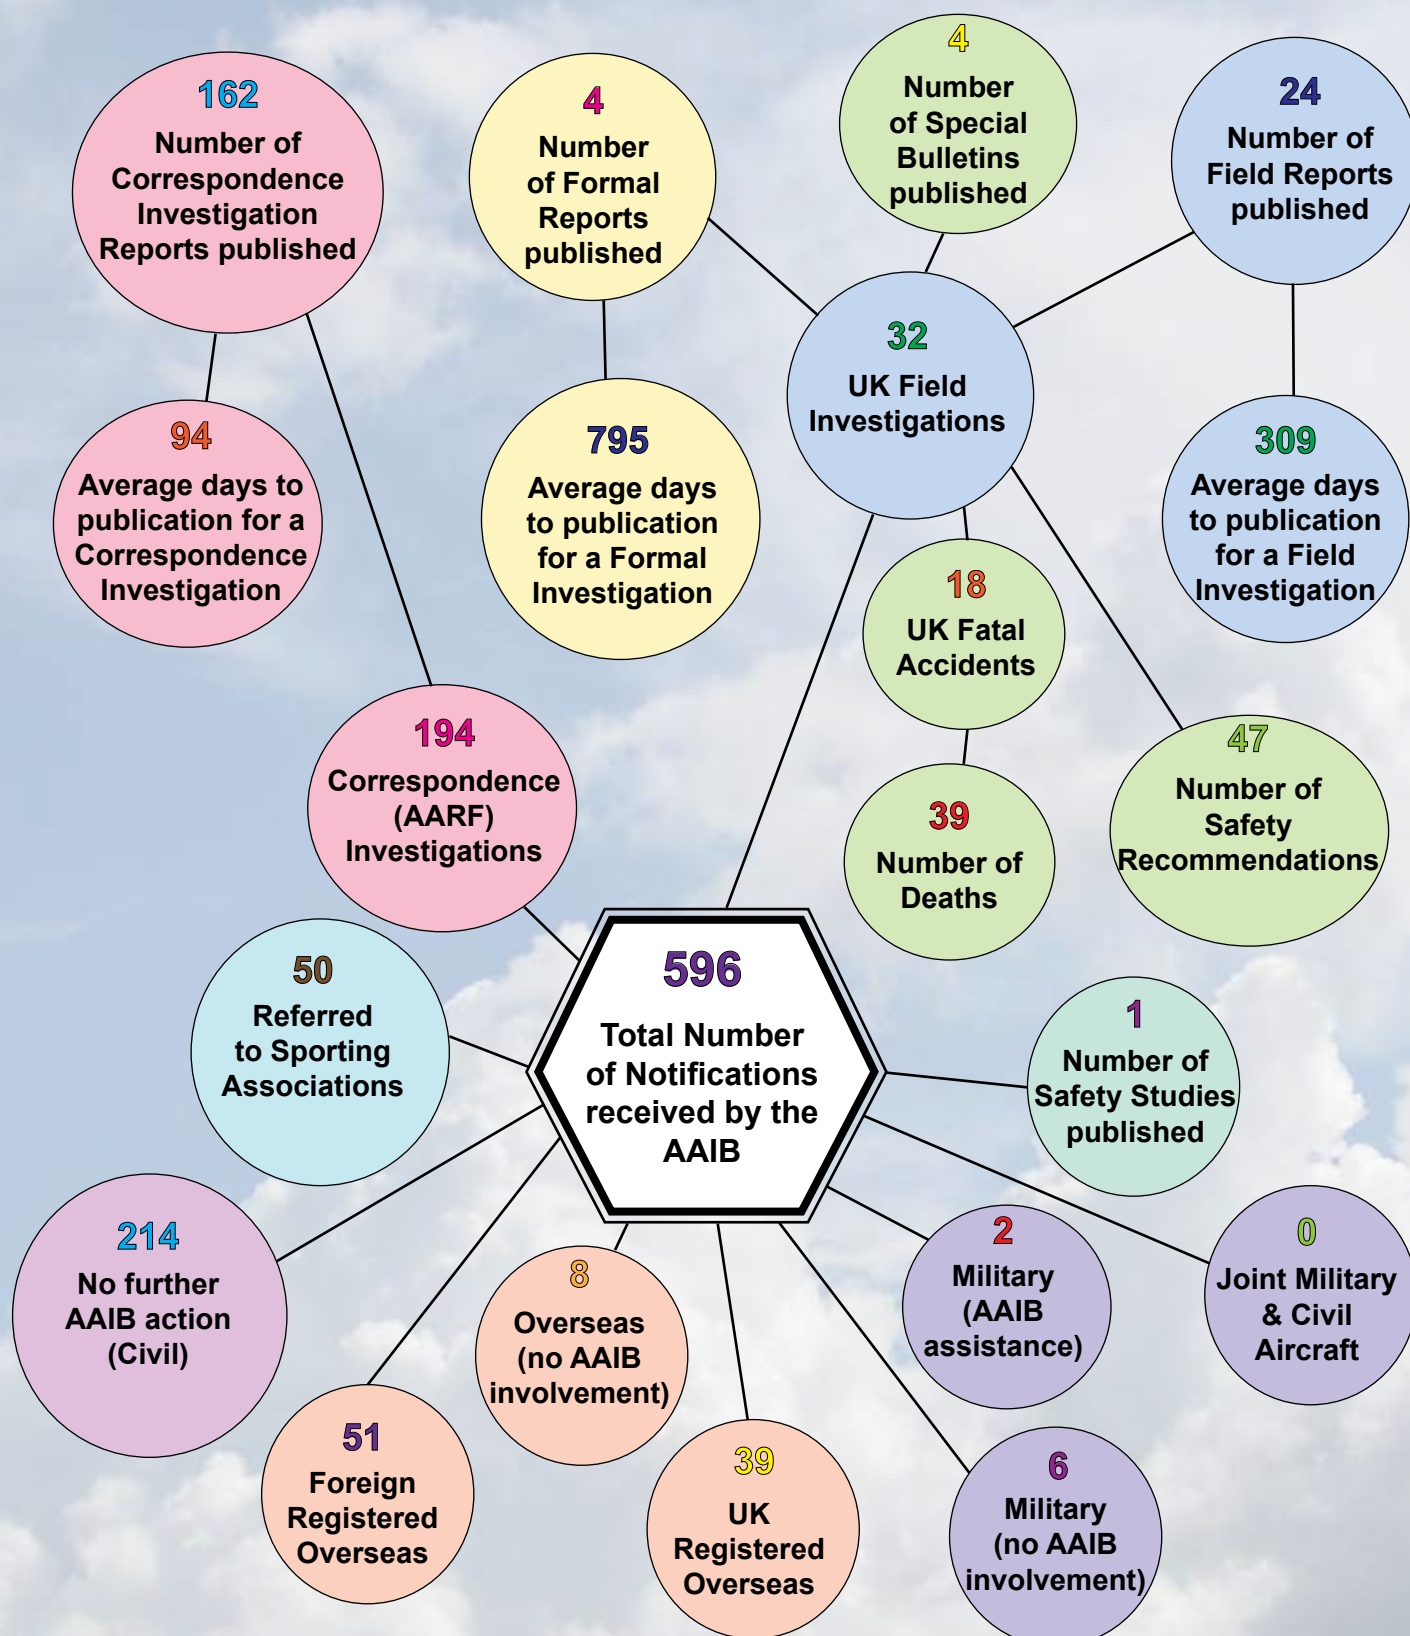 162
Number of
Correspondence
Investigation
Reports published
4
Number
of Formal
Reports
published
4
Number
of Special
Bulletins
published
24
Number of
Field Reports
published
94
Average days to
publication for a
Correspondence
Investigation
795
Average days
to publication
for a Formal
Investigation
32
UK Field
Investigations
309
Average days
to publication
for a Field
Investigation
18
UK Fatal
Accidents
194
Correspondence
(AARF)
Investigations
39
Number of
Deaths
47
Number of
Safety
Recommendations
50
Referred
to Sporting
Associations
596
Total Number
of Notifications
received by the
AAIB
1
Number of
Safety Studies
published
214
No further
AAIB action
(Civil)
8
Overseas
(no AAIB
involvement)
2
Military
(AAIB
assistance)
0
Joint Military
& Civil
Aircraft
51
Foreign
Registered
Overseas
39
UK
Registered
Overseas
6
Military
(no AAIB
involvement)